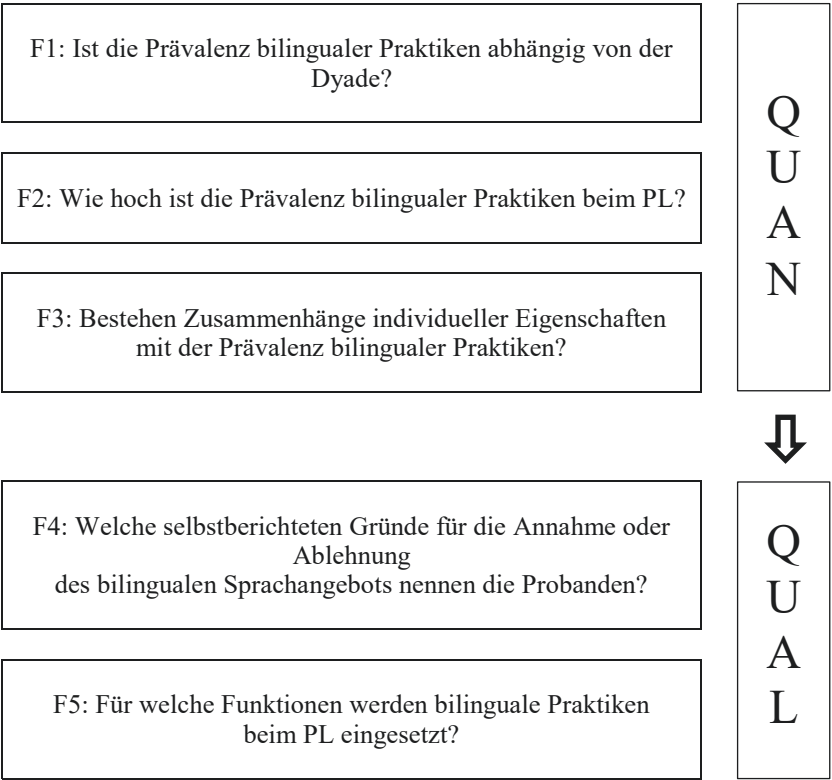 F1: Ist die Prävalenz bilingualer Praktiken abhängig von der
Dyade?
F2: Wie hoch ist die Prävalenz bilingualer Praktiken beim PL?
F3: Bestehen Zusammenhänge individueller Eigenschaften
mit der Prävalenz bilingualer Praktiken?
Q
U
A
N
F4: Welche selbstberichteten Gründe für die Annahme oder
Ablehnung
des bilingualen Sprachangebots nennen die Probanden?
F5: Für welche Funktionen werden bilinguale Praktiken
beim PL eingesetzt?
Q
U
A
L